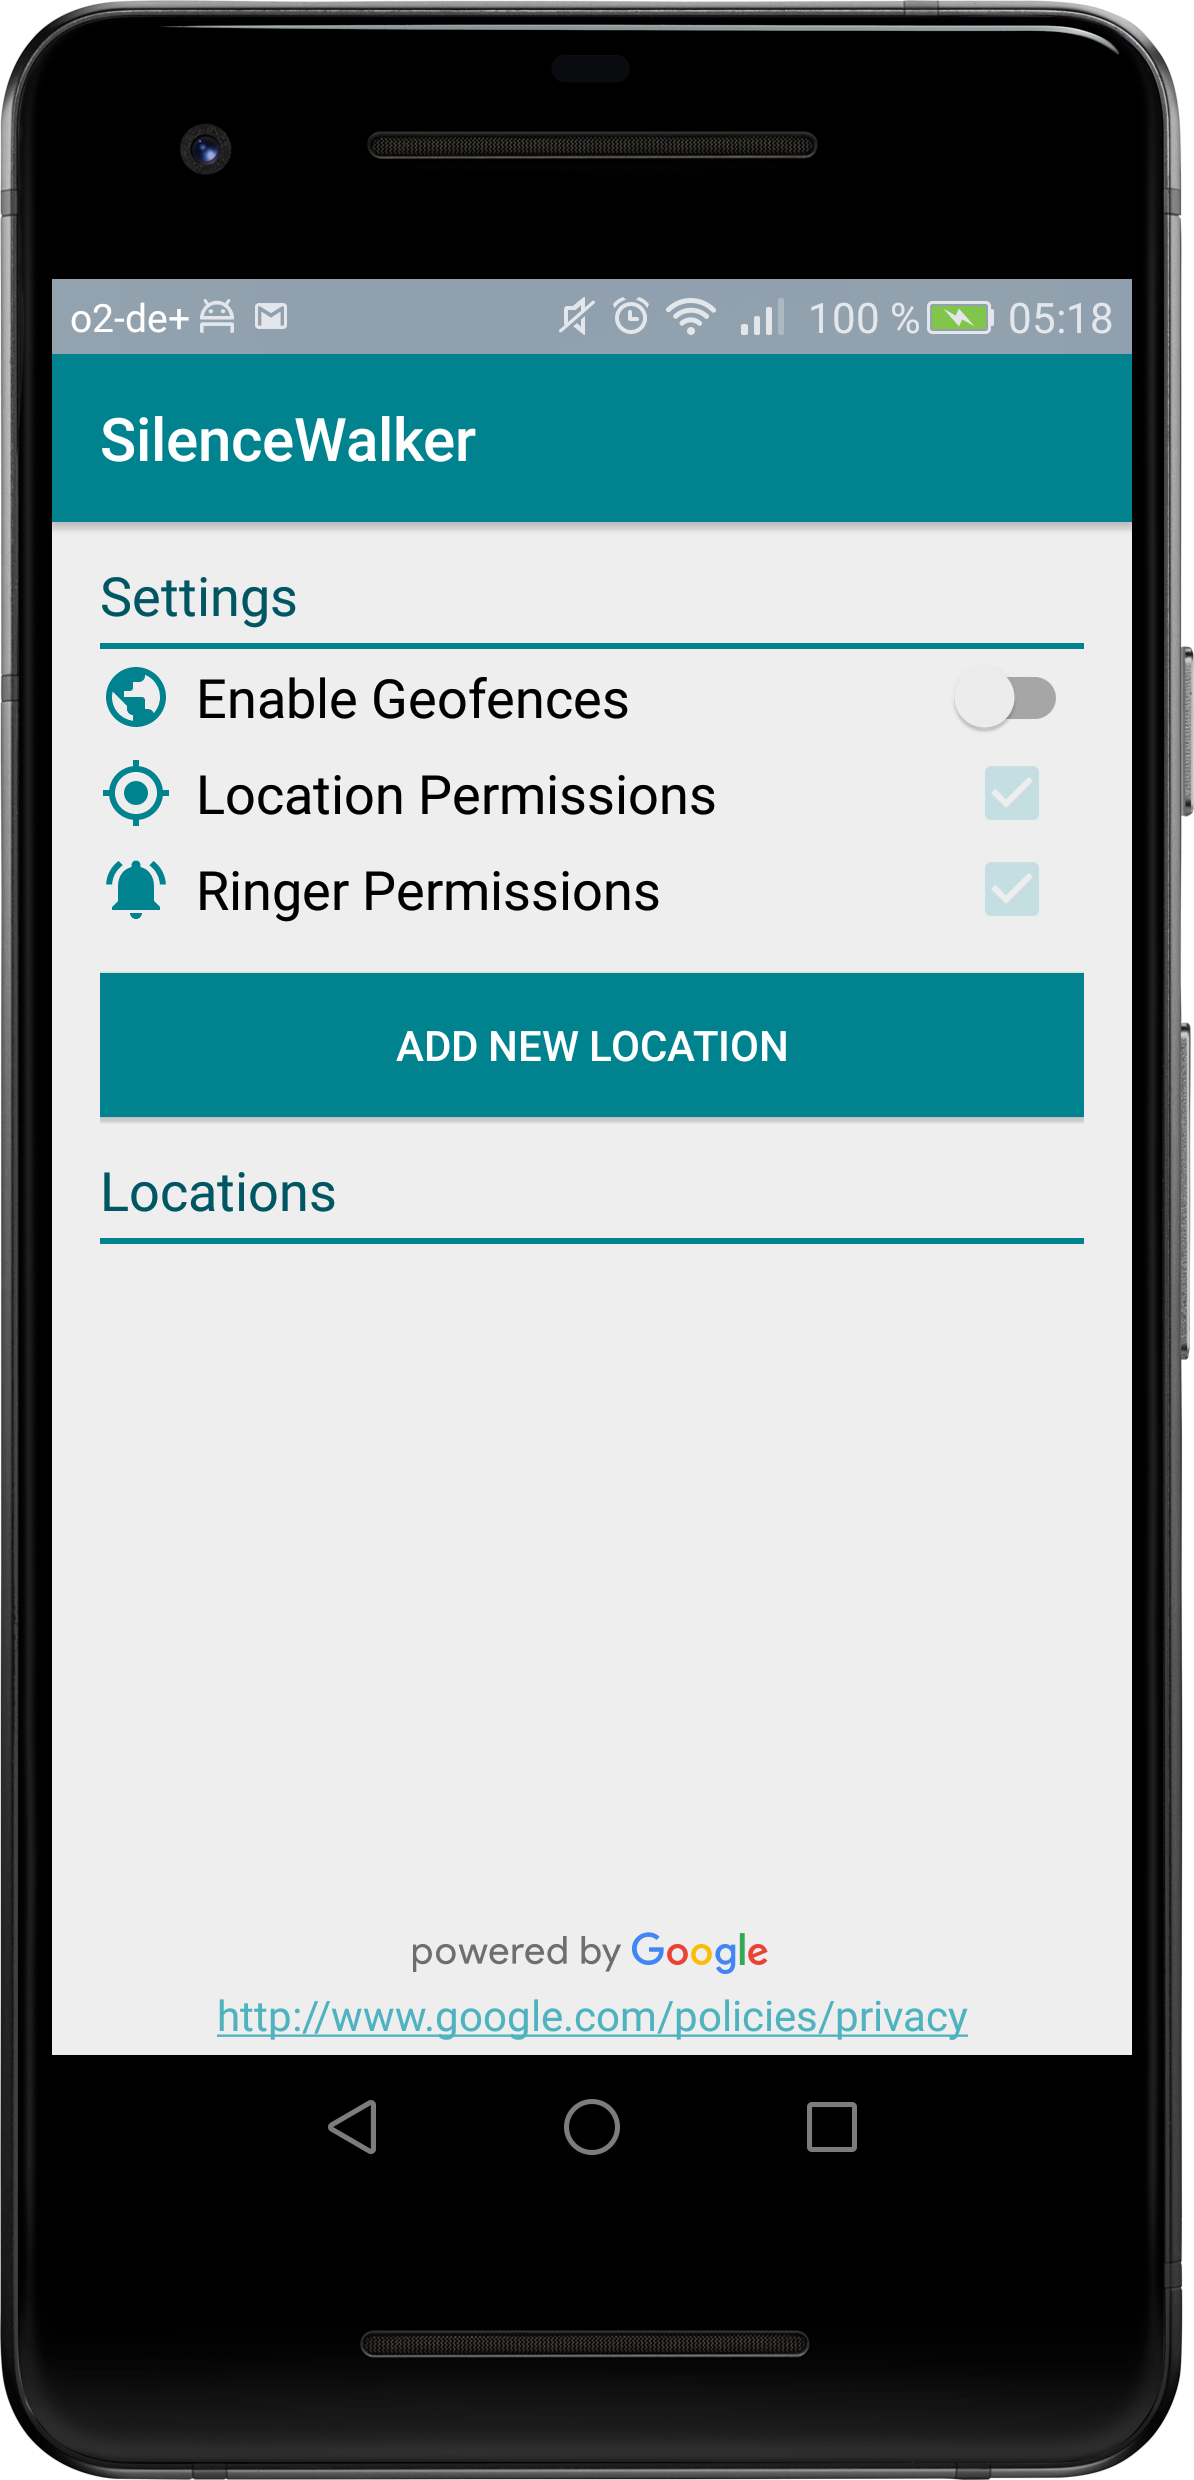 o2-de+ 100 % 05:18
SilenceWalker
Settings
Enable Geofences
Location Permissions
Ringer Permissions
ADD NEW LOCATION
Locations
powered by Google
http://www.google.com/policies/privacy